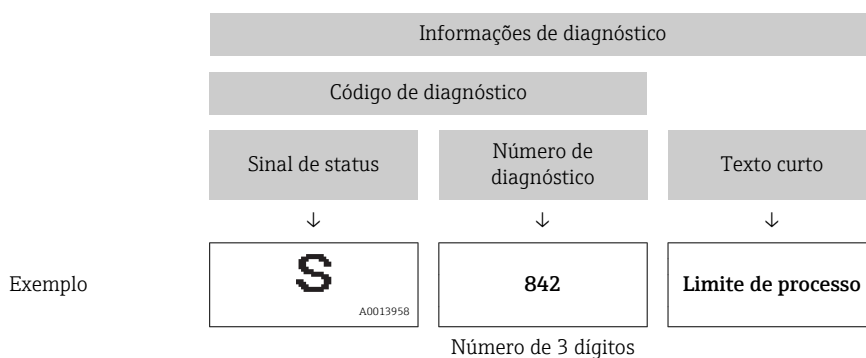 Informações de diagnóstico
Código de diagnóstico
Sinal de status
Número de
diagnóstico
Texto curto
↓ ↓ ↓
Exemplo
S
A0013958
842
Limite de processo
Número de 3 dígitos